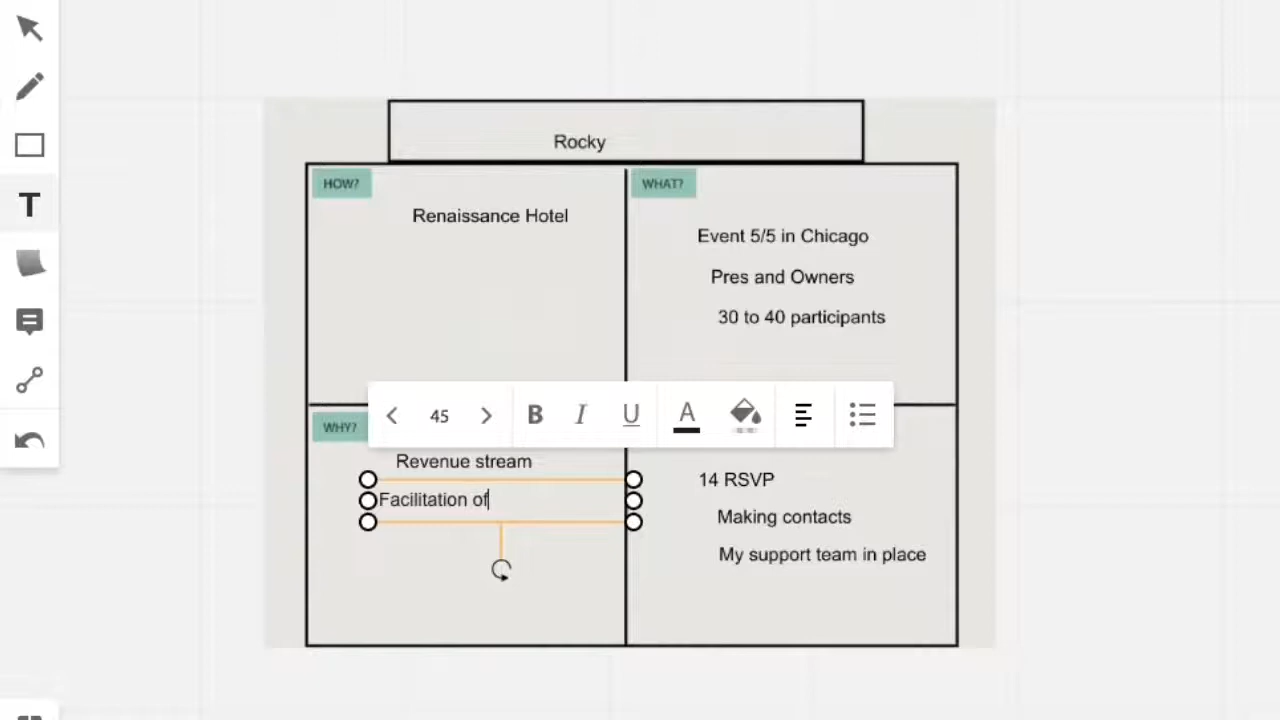 Rocky
HOW?
Renaissance Hotel
WHAT?
Event 5/5 in Chicago
Pres and Owners
30 to 40 participants
45
B I U A
T
WHY?
Revenue stream
Facilitation of
14 RSVP
Making contacts
My support team in place